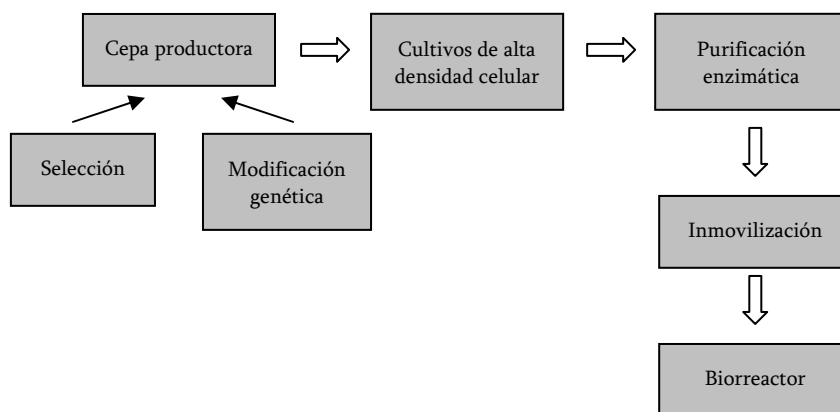 Cepa productora
Cultivos de alta
densidad celular
Purificación
enzimática
Selección
Modificación
genética
Inmovilización
Biorreactor